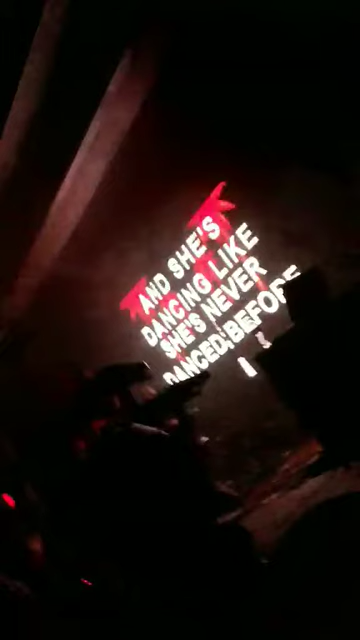 AND SHE'S
DANCING LIKE
SHE'S NEVER
DANCED BEFORE